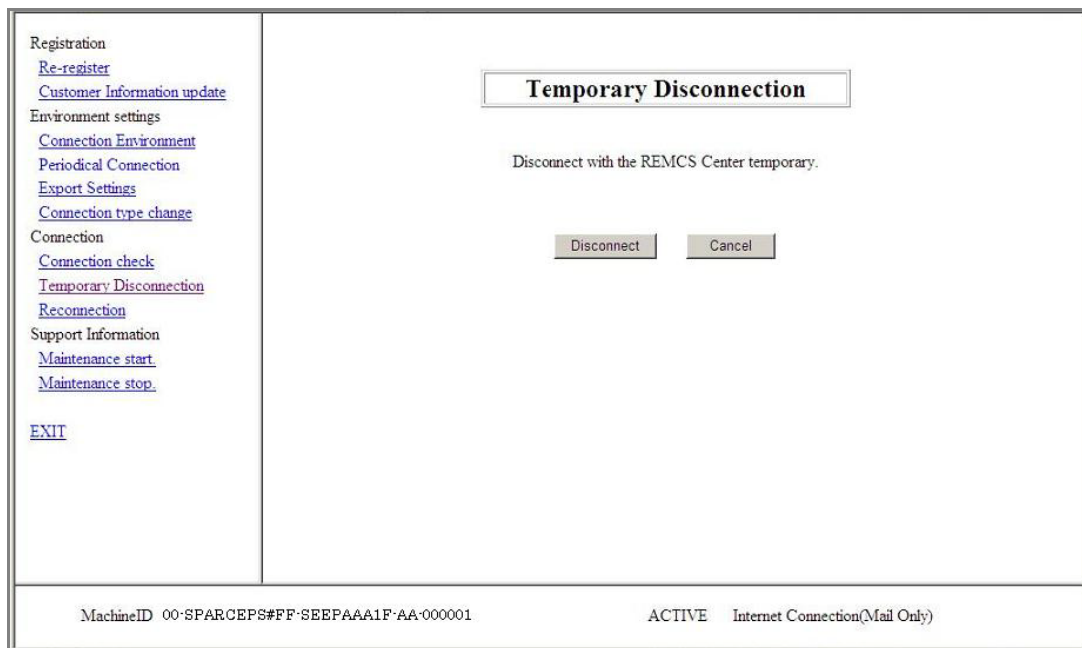 Registration
Re-register
Customer Information update
Environment settings
Connection Environment
Periodical Connection
Export Settings
Connection type change
Connection
Connection check
Temporary Disconnection
Reconnection
Support Information
Maintenance start.
Maintenance stop.
EXIT
Temporary Disconnection
Disconnect with the REMCS Center temporary.
Disconnect Cancel
MachineID 00-SPARCEPS#FF-SEEPAAA1F-AA-000001 ACTIVE Internet Connection(Mail Only)